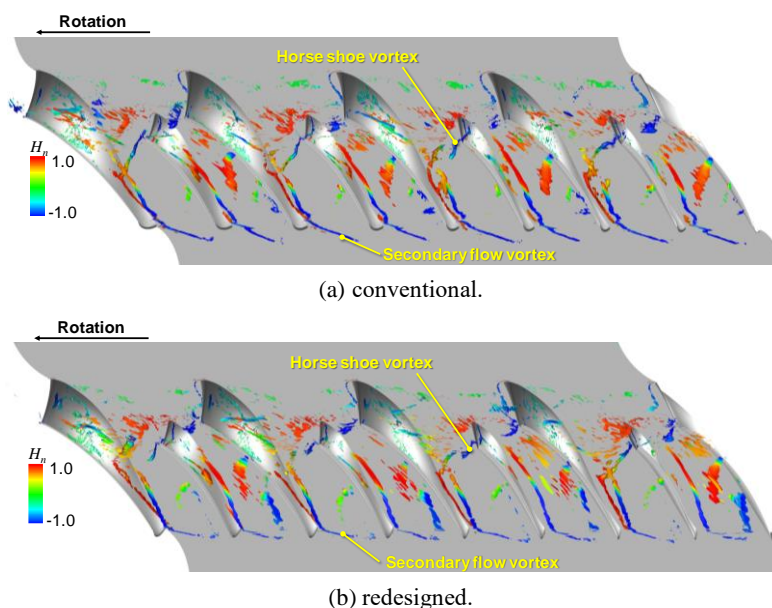 Rotation
Horse shoe vortex
Hn
1.0
-1.0
Secondary flow vortex
(a) conventional.
Rotation
Horse shoe vortex
Hn
1.0
-1.0
Secondary flow vortex
(b) redesigned.